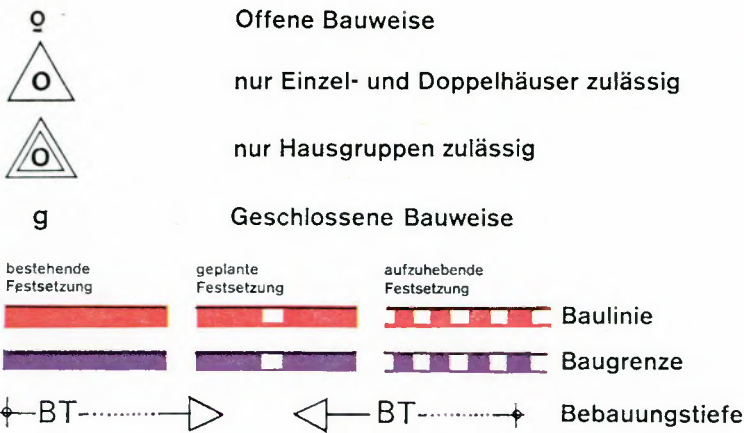 o Offene Bauweise
O nur Einzel- und Doppelhäuser zulässig
O nur Hausgruppen zulässig
g Geschlossene Bauweise
bestehende geplante aufzuhebende
Festsetzung Festsetzung Festsetzung
Baulinie
Baugrenze
BT BT Bebauungstiefe